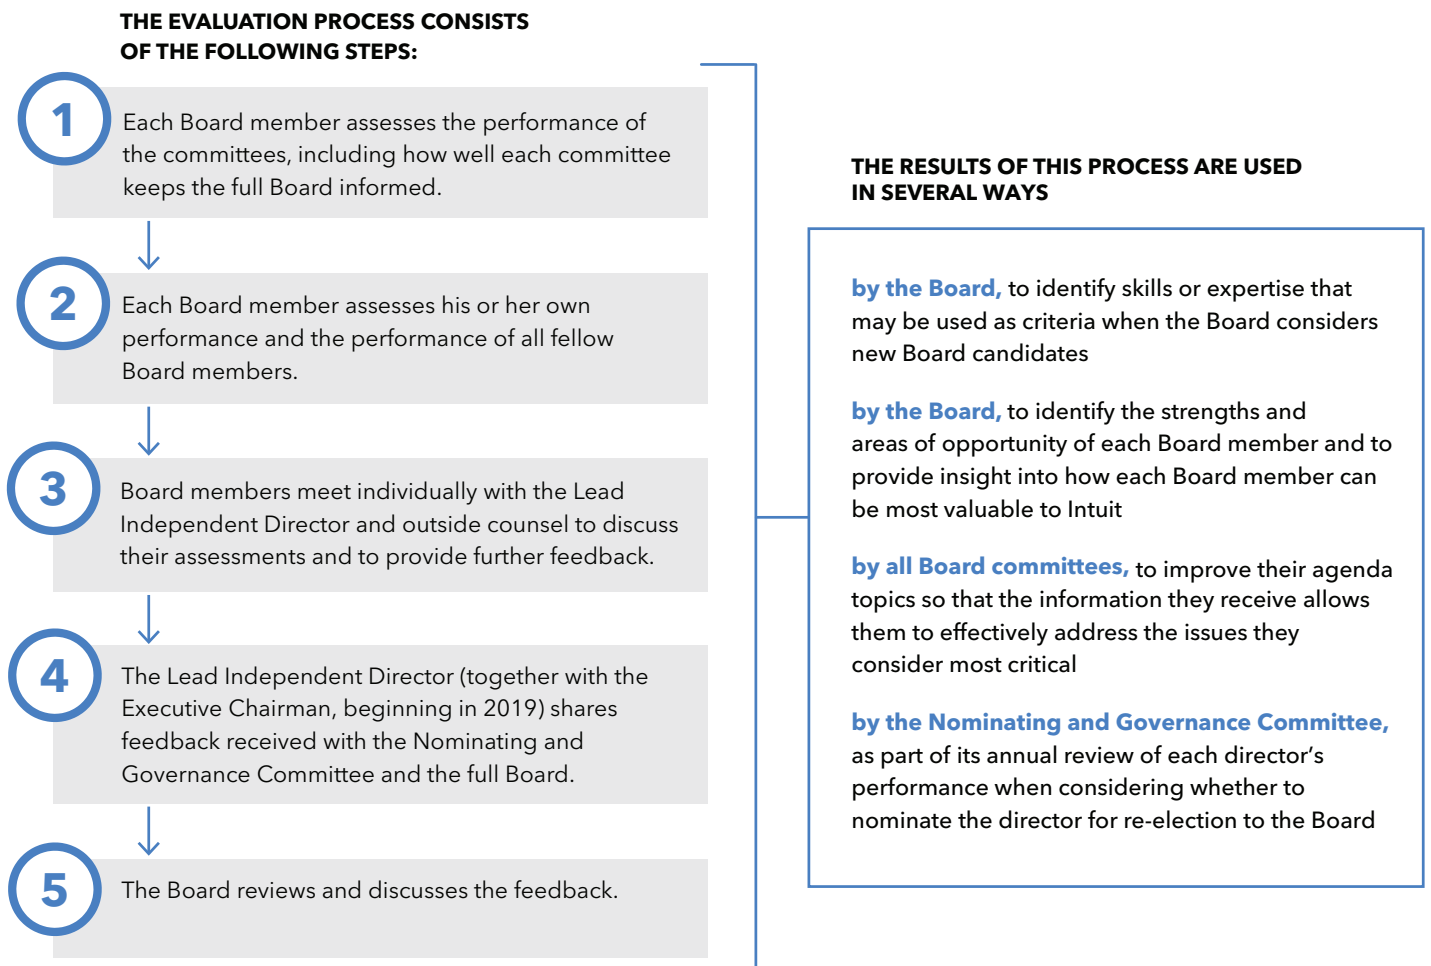 THE EVALUATION PROCESS CONSISTS
OF THE FOLLOWING STEPS:
1
Each Board member assesses the performance of
the committees, including how well each committee
keeps the full Board informed.
2
Each Board member assesses his or her own
performance and the performance of all fellow
Board members.
3
Board members meet individually with the Lead
Independent Director and outside counsel to discuss
their assessments and to provide further feedback.
4
The Lead Independent Director (together with the
Executive Chairman, beginning in 2019) shares
feedback received with the Nominating and
Governance Committee and the full Board.
5
The Board reviews and discusses the feedback.
THE RESULTS OF THIS PROCESS ARE USED
IN SEVERAL WAYS
by the Board, to identify skills or expertise that
may be used as criteria when the Board considers
new Board candidates
by the Board, to identify the strengths and
areas of opportunity of each Board member and to
provide insight into how each Board member can
be most valuable to Intuit
by all Board committees, to improve their agenda
topics so that the information they receive allows
them to effectively address the issues they
consider most critical
by the Nominating and Governance Committee,
as part of its annual review of each director’s
performance when considering whether to
nominate the director for re-election to the Board